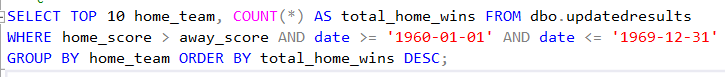 SELECT TOP 10 home_team, COUNT(*) AS total_home_wins FROM dbo.updatedresults
WHERE home_score > away_score AND date >= '1960-01-01' AND date <= '1969-12-31'
GROUP BY home_team ORDER BY total_home_wins DESC;